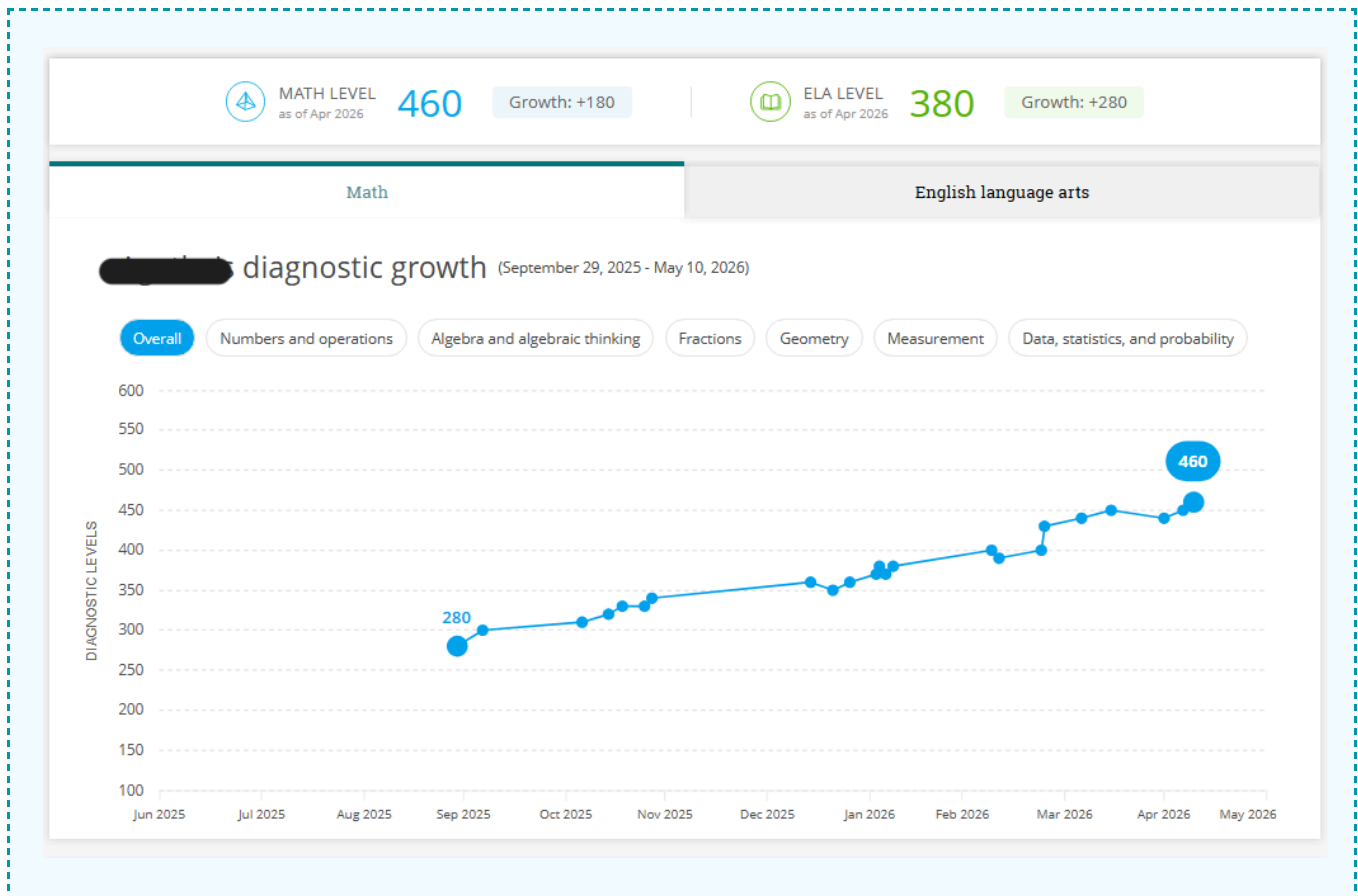 MATH LEVEL
as of Apr 2026
460
Growth: +180
ELA LEVEL
as of Apr 2026
380
Growth: +280
Math
English language arts
diagnostic growth (September 29, 2025 - May 10, 2026)
Overall
Numbers and operations
Algebra and algebraic thinking
Fractions
Geometry
Measurement
Data, statistics, and probability
600
550
500
450
400
350
300
250
200
150
100
DIAGNOSTIC LEVELS
280
460
Jun 2025
Jul 2025
Aug 2025
Sep 2025
Oct 2025
Nov 2025
Dec 2025
Jan 2026
Feb 2026
Mar 2026
Apr 2026
May 2026